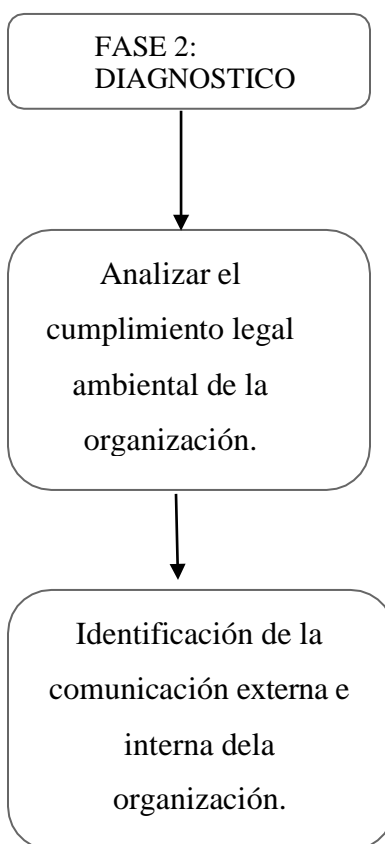 FASE 2:
DIAGNOSTICO
Analizar el
cumplimiento legal
ambiental de la
organización.
Identificación de la
comunicación externa e
interna dela
organización.